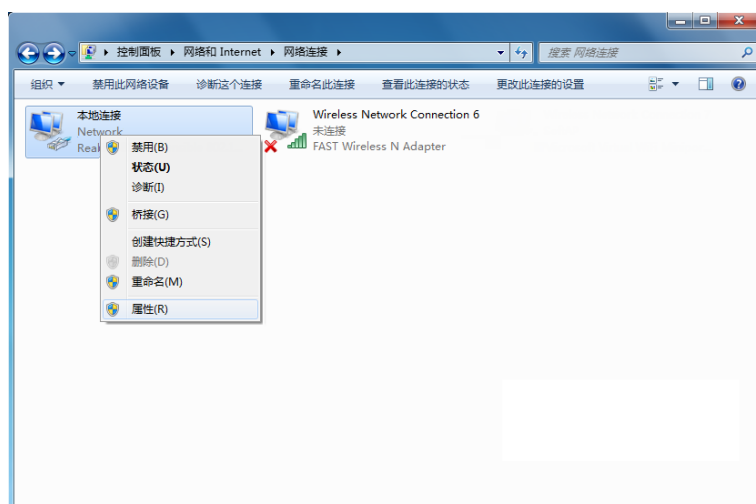 控制面板 网络和 Internet 网络连接
搜索 网络连接
组织 禁用此网络设备 诊断这个连接 重命名此连接 查看此连接的状态 更改此连接的设置
本地连接
Network
Wireless Network Connection 6
未连接
FAST Wireless N Adapter
禁用(B)
状态(U)
诊断(I)
桥接(G)
创建快捷方式(S)
删除(D)
重命名(M)
属性(R)